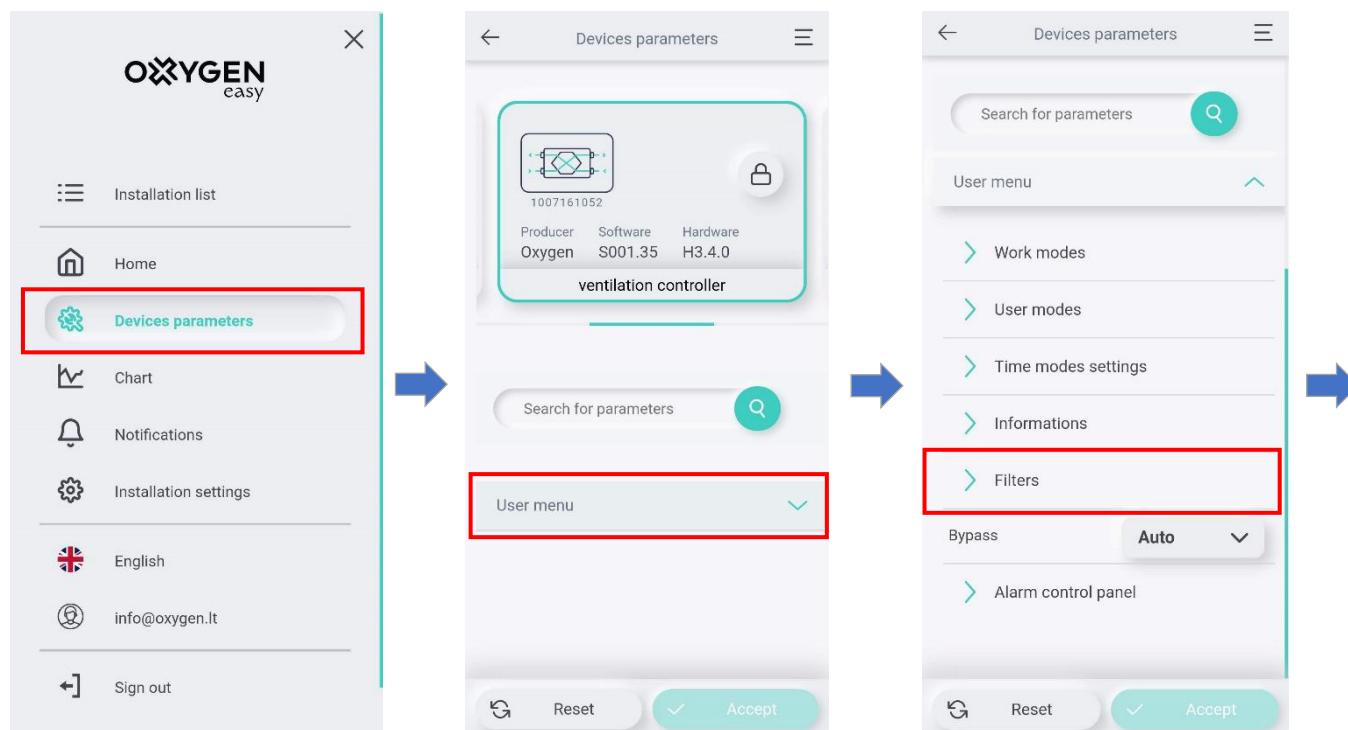 OXYGEN
easy
Installation list
Home
Devices parameters
Chart
Notifications
Installation settings
English
info@oxygen.lt
Sign out
Devices parameters
1007161052
Producer Software Hardware
Oxygen S001.35 H3.4.0
ventilation controller
Search for parameters
User menu
Reset Accept
Devices parameters
Search for parameters
User menu
Work modes
User modes
Time modes settings
Informations
Filters
Bypass Auto
Alarm control panel
Reset Accept